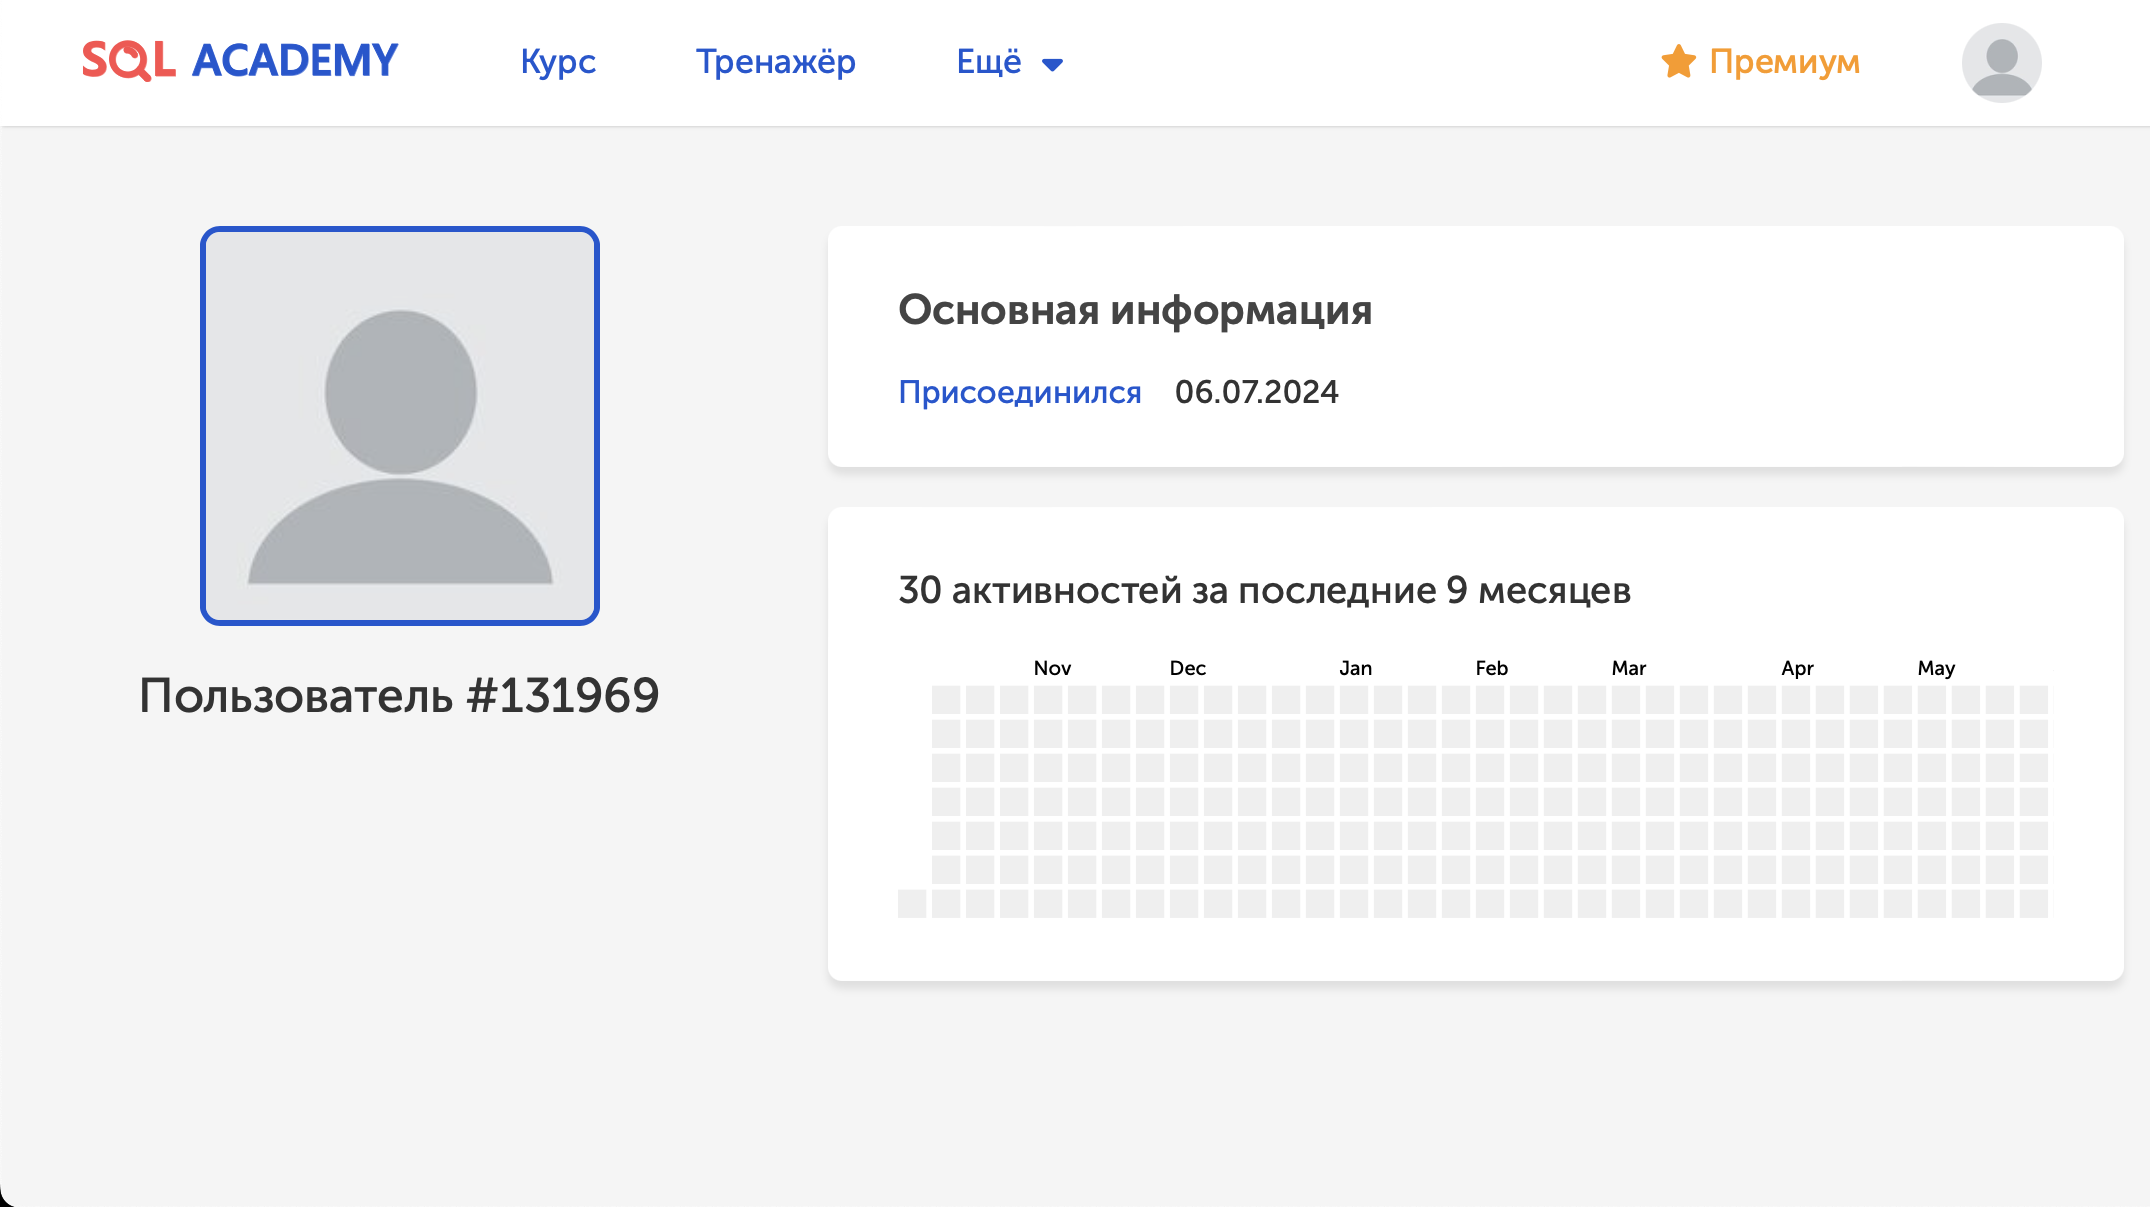 SQL ACADEMY Курс Тренажёр Ещё Премиум
Пользователь #131969
Основная информация
Присоединился 06.07.2024
30 активностей за последние 9 месяцев
Nov Dec Jan Feb Mar Apr May